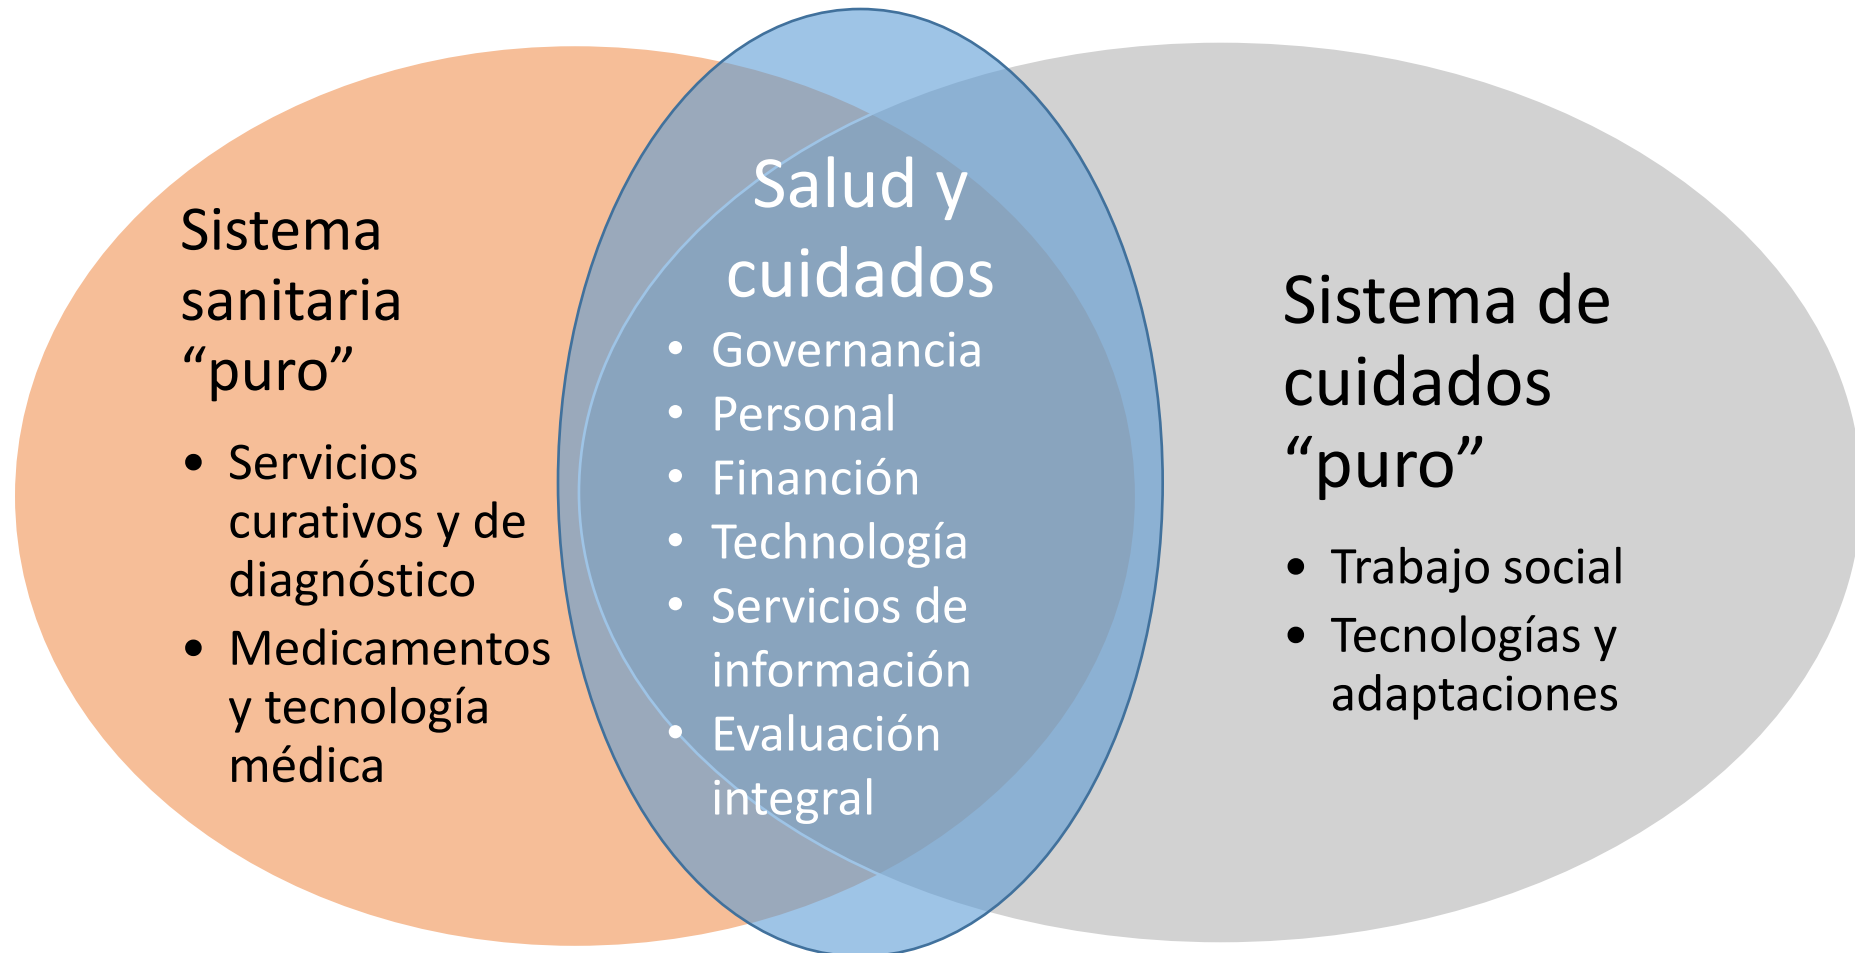 Sistema
sanitaria
“puro”
• Servicios
curativos y de
diagnóstico
• Medicamentos
y tecnología
médica
Salud y
cuidados
• Governancia
• Personal
• Financión
• Technología
• Servicios de
información
• Evaluación
integral
Sistema de
cuidados
“puro”
• Trabajo social
• Tecnologías y
adaptaciones